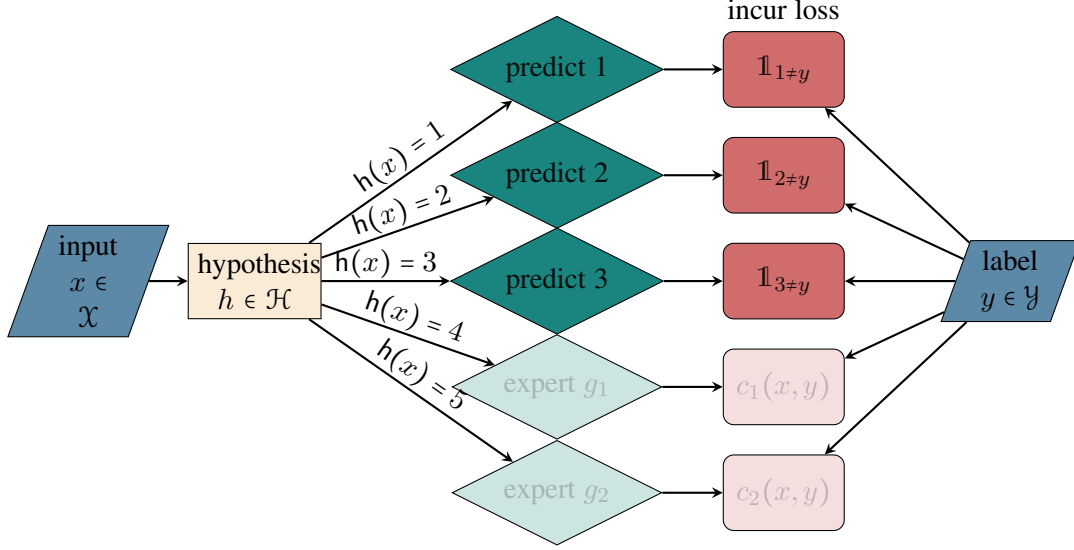 incur loss
predict 1
𝟙₁≠y
h(x) = 1
predict 2
𝟙₂≠y
h(x) = 2
input
x ∈
𝒳
hypothesis
h ∈ ℋ
h(x) = 3
predict 3
𝟙₃≠y
label
y ∈ 𝒴
h(x) = 4
expert g₁
c₁(x, y)
h(x) = 5
expert g₂
c₂(x, y)